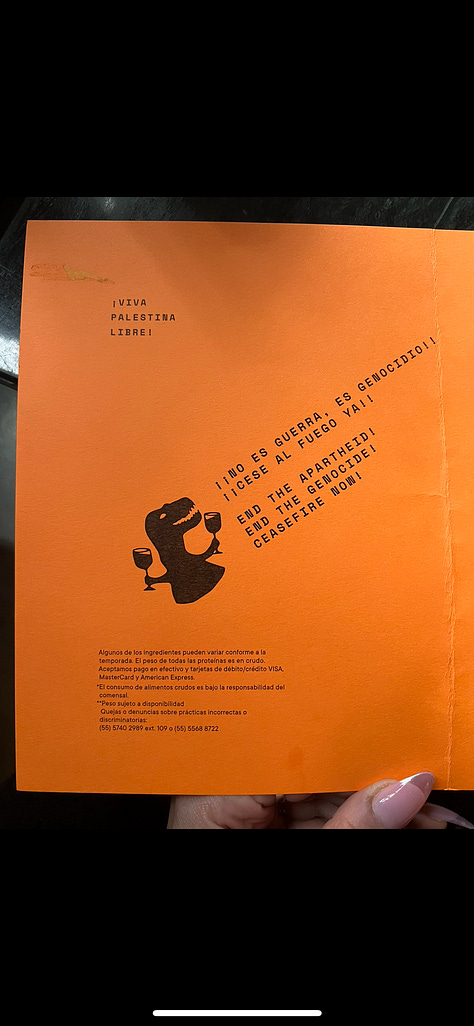 ¡VIVA
PALESTINA
LIBRE!
¡¡NO ES GUERRA, ES GENOCIDIO!!
¡¡CESE AL FUEGO YA!!
END THE APARTHEID!
END THE GENOCIDE!
CEASEFIRE NOW!
Algunos de los ingredientes pueden variar conforme a la
temporada. El peso de todas las proteínas es en crudo.
Aceptamos pago en efectivo y tarjetas de débito/crédito VISA,
MasterCard y American Express.
*El consumo de alimentos crudos es bajo la responsabilidad del
comensal.
**Peso sujeto a disponibilidad
Quejas o denuncias sobre prácticas incorrectas o
discriminatorias:
(55) 5740 2989 ext. 109 o (55) 5568 8722